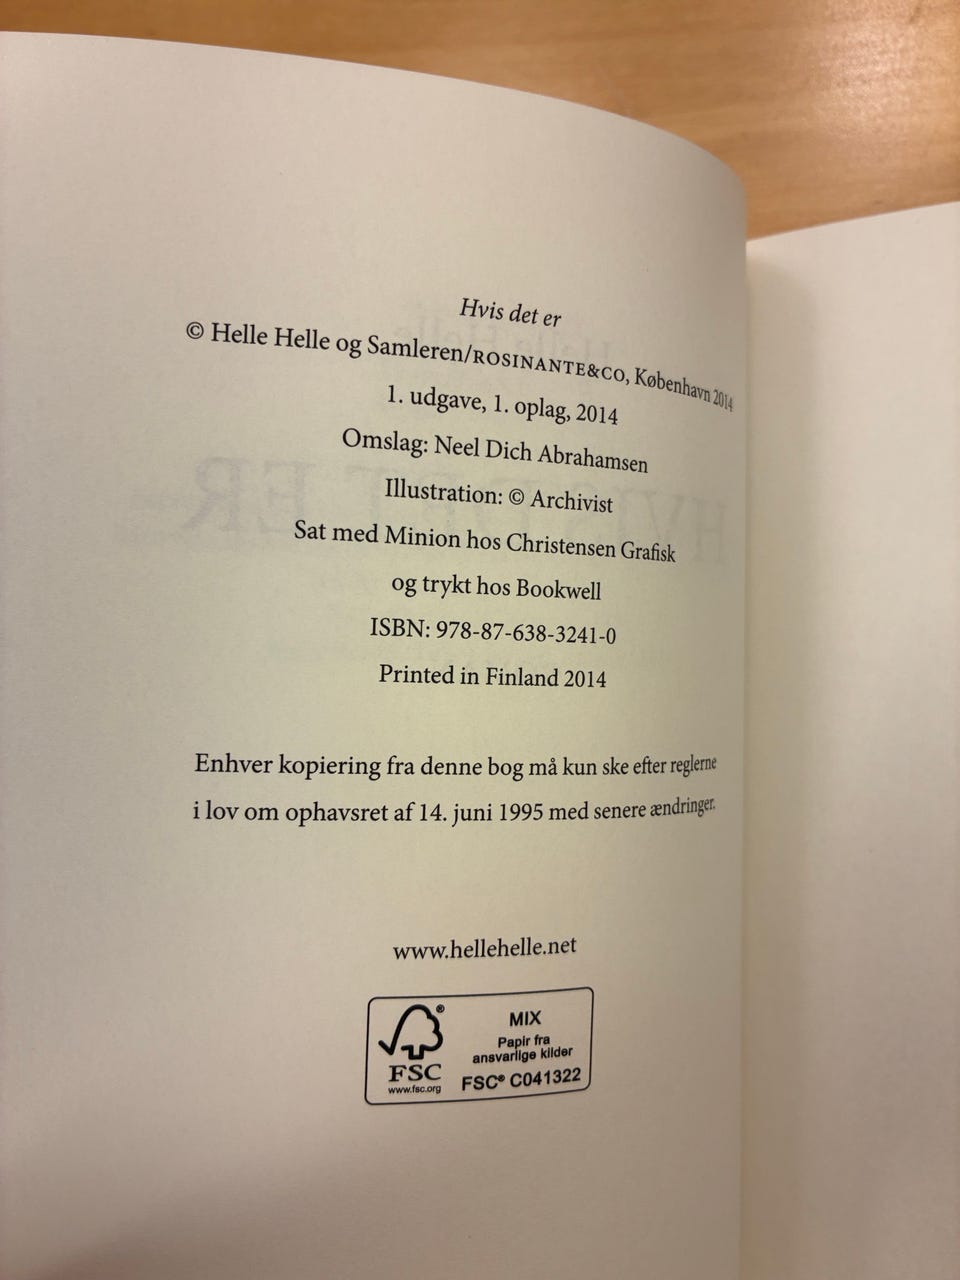 Hvis det er
© Helle Helle og Samleren/ROSINANTE&CO, København 2014
1. udgave, 1. oplag, 2014
Omslag: Neel Dich Abrahamsen
Illustration: © Archivist
Sat med Minion hos Christensen Grafisk
og trykt hos Bookwell
ISBN: 978-87-638-3241-0
Printed in Finland 2014
Enhver kopiering fra denne bog må kun ske efter reglerne
i lov om ophavsret af 14. juni 1995 med senere ændringer.
www.hellehelle.net
®
FSC
www.fsc.org
MIX
Papir fra
ansvarlige kilder
FSC® C041322